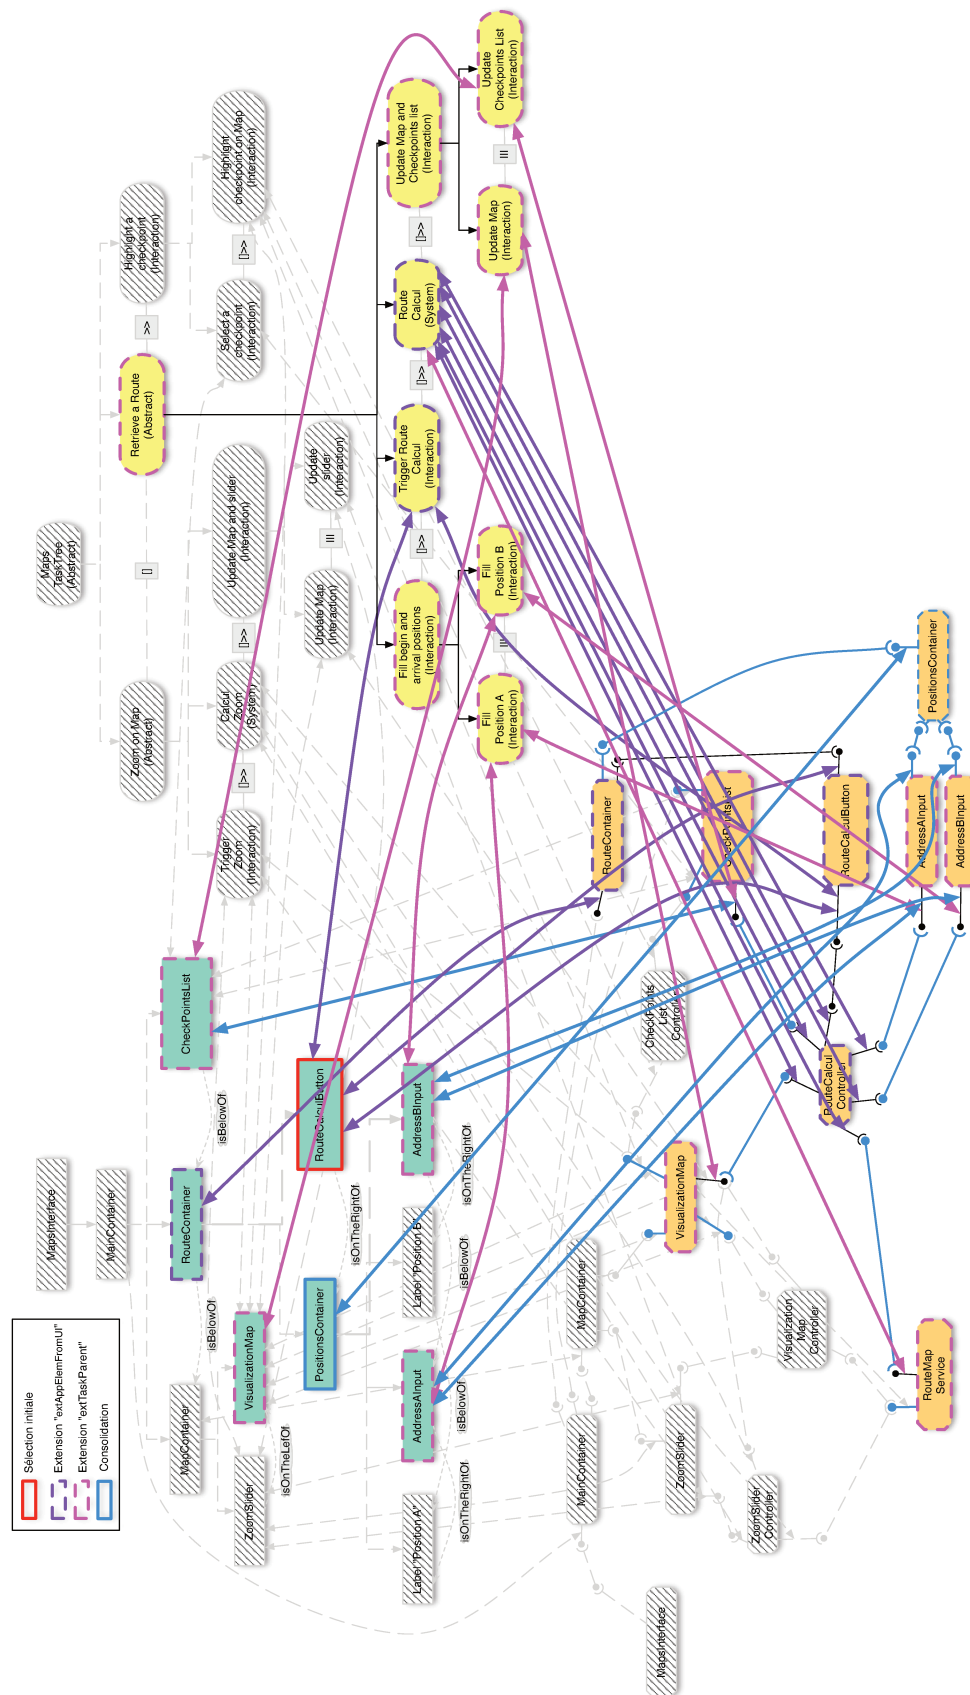 Sélection initiale
Extension "extAppElemFromUI"
Extension "extTaskParent"
Consolidation
MapsInterface
MainContainer
RouteContainer
CheckPointsList
isBelowOf
isBelowOf
MapContainer
VisualizationMap
ZoomSlider
isOnTheLefOf
RouteCalculButton
PositionsContainer
isOnTheRightOf
Label "Position A"
AddressAInput
Label "Position B"
AddressBInput
isOnTheRightOf
isBelowOf
isBelowOf
isOnTheRightOf
Maps
TaskTree
(Abstract)
Zoom on Map
(Abstract)
[]
Retrieve a Route
(Abstract)
>>
Highlight a
checkpoint
(Interaction)
Trigger
Zoom
(Interaction)
[]>>
Calcul
Zoom
(System)
[]>>
Update Map and slider
(Interaction)
Select a
checkpoint
(Interaction)
[]>>
Highlight
checkpoint on Map
(Interaction)
Update Map
(Interaction)
|||
Update
slider
(Interaction)
Fill begin and
arrival positions
(Interaction)
[]>>
Trigger Route
Calcul
(Interaction)
[]>>
Route
Calcul
(System)
[]>>
Update Map and
Checkpoints list
(Interaction)
Fill
Position A
(Interaction)
|||
Fill
Position B
(Interaction)
Update Map
(Interaction)
|||
Update
Checkpoints List
(Interaction)
MapsInterface
MainContainer
MapContainer
ZoomSlider
ZoomSlider
Controller
VisualizationMap
Visualization
Map
Controller
CheckPoints
List
Controller
RouteContainer
CheckPointsList
RouteCalculButton
AddressAInput
AddressBInput
PositionsContainer
RouteCalcul
Controller
RouteMap
Service